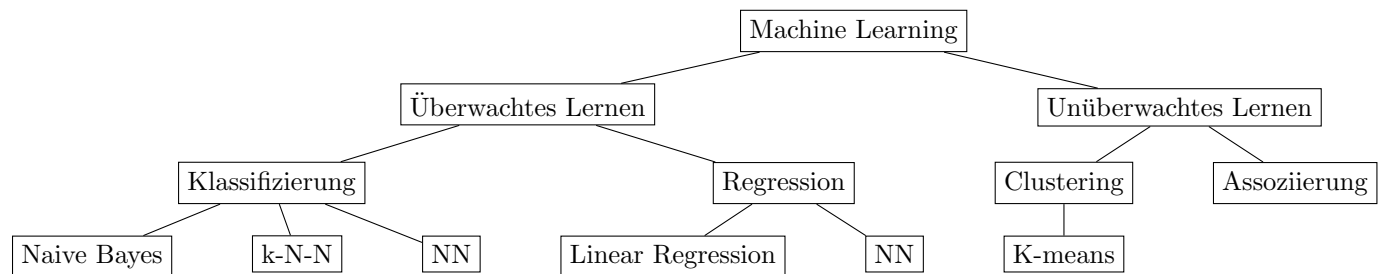 Machine Learning
Überwachtes Lernen
Unüberwachtes Lernen
Klassifizierung
Regression
Clustering
Assoziierung
Naive Bayes
k-N-N
NN
Linear Regression
NN
K-means